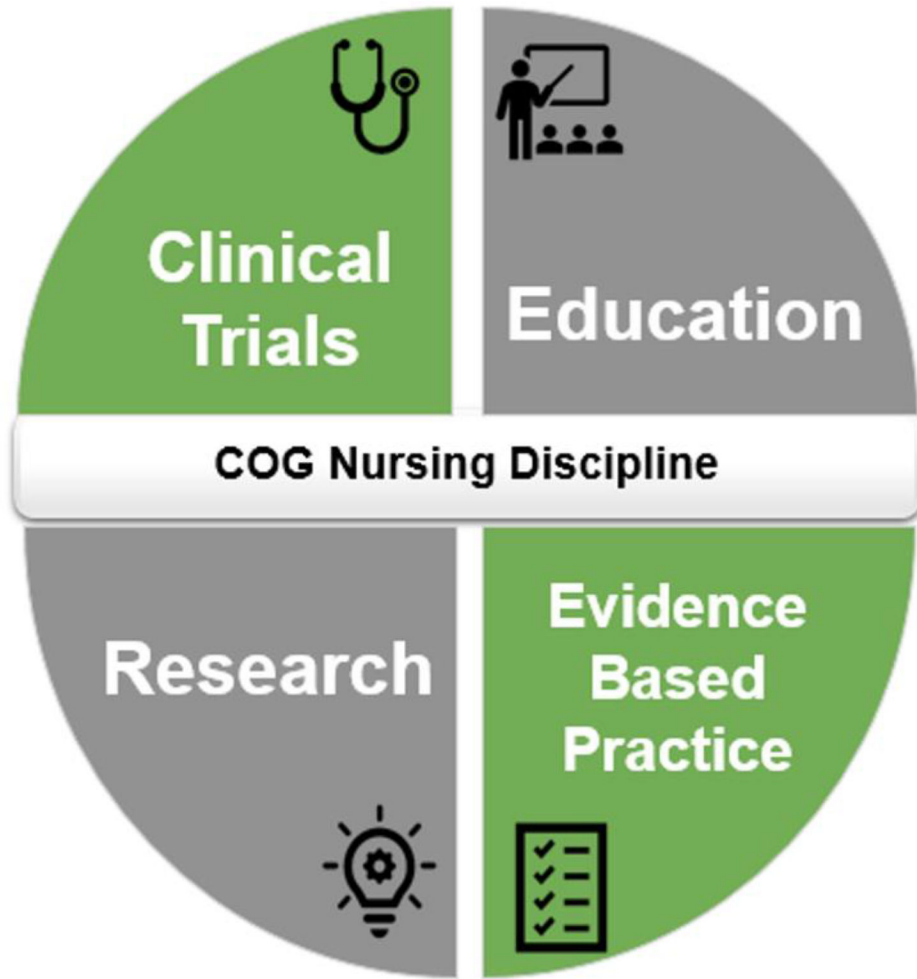 Clinical
Trials
Education
COG Nursing Discipline
Research
Evidence
Based
Practice